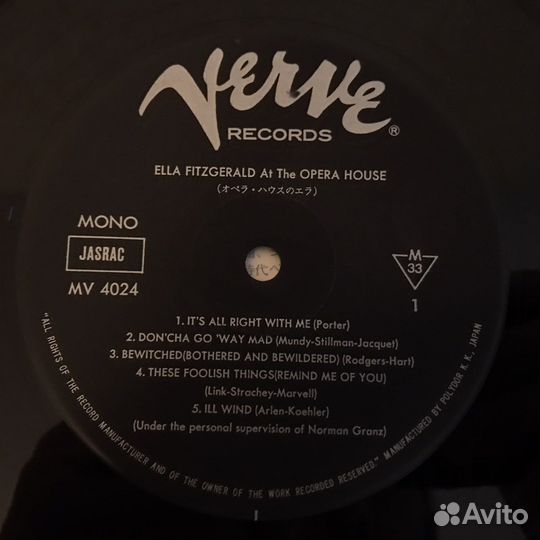 Verve
RECORDS ®
ELLA FITZGERALD At The OPERA HOUSE
(オペラ・ハウスのエラ)
MONO
JASRAC
MV 4024
M
33
1
1. IT'S ALL RIGHT WITH ME (Porter)
2. DON'CHA GO 'WAY MAD (Mundy-Stillman-Jacquet)
3. BEWITCHED(BOTHERED AND BEWILDERED) (Rodgers-Hart)
4. THESE FOOLISH THINGS(REMIND ME OF YOU)
(Link-Strachey-Marvell)
5. ILL WIND (Arlen-Koehler)
(Under the personal supervision of Norman Granz)
"ALL RIGHTS OF THE RECORD MANUFACTURER AND OF THE OWNER OF THE WORK RECORDED RESERVED." MANUFACTURED BY POLYDOR K. K., JAPAN
Avito